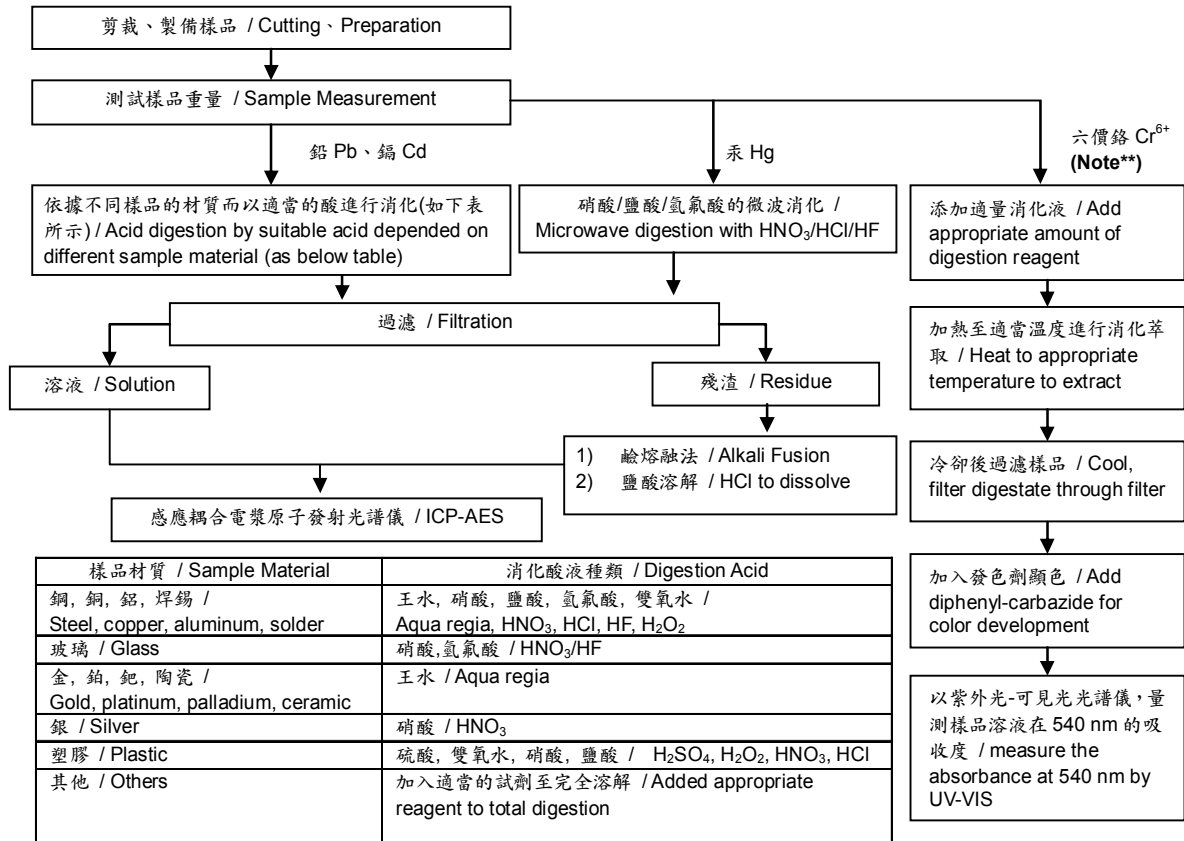 剪裁、製備樣品 / Cutting、Preparation
測試樣品重量 / Sample Measurement
鉛 Pb、鎘 Cd
汞 Hg
六價鉻 Cr⁶⁺
(Note**)
依據不同樣品的材質而以適當的酸進行消化(如下表
所示) / Acid digestion by suitable acid depended on
different sample material (as below table)
硝酸/鹽酸/氫氟酸的微波消化 /
Microwave digestion with HNO₃/HCl/HF
添加適量消化液 / Add
appropriate amount of
digestion reagent
過濾 / Filtration
加熱至適當溫度進行消化萃
取 / Heat to appropriate
temperature to extract
溶液 / Solution
殘渣 / Residue
1) 鹼熔融法 / Alkali Fusion
2) 鹽酸溶解 / HCl to dissolve
冷卻後過濾樣品 / Cool,
filter digestate through filter
感應耦合電漿原子發射光譜儀 / ICP-AES
加入發色劑顯色 / Add
diphenyl-carbazide for
color development
以紫外光-可見光光譜儀，量
測樣品溶液在 540 nm 的吸
收度 / measure the
absorbance at 540 nm by
UV-VIS
樣品材質 / Sample Material
消化酸液種類 / Digestion Acid
鋼, 銅, 鋁, 焊錫 /
Steel, copper, aluminum, solder
王水, 硝酸, 鹽酸, 氫氟酸, 雙氧水 /
Aqua regia, HNO₃, HCl, HF, H₂O₂
玻璃 / Glass
硝酸,氫氟酸 / HNO₃/HF
金, 鉑, 鈀, 陶瓷 /
Gold, platinum, palladium, ceramic
王水 / Aqua regia
銀 / Silver
硝酸 / HNO₃
塑膠 / Plastic
硫酸, 雙氧水, 硝酸, 鹽酸 / H₂SO₄, H₂O₂, HNO₃, HCl
其他 / Others
加入適當的試劑至完全溶解 / Added appropriate
reagent to total digestion